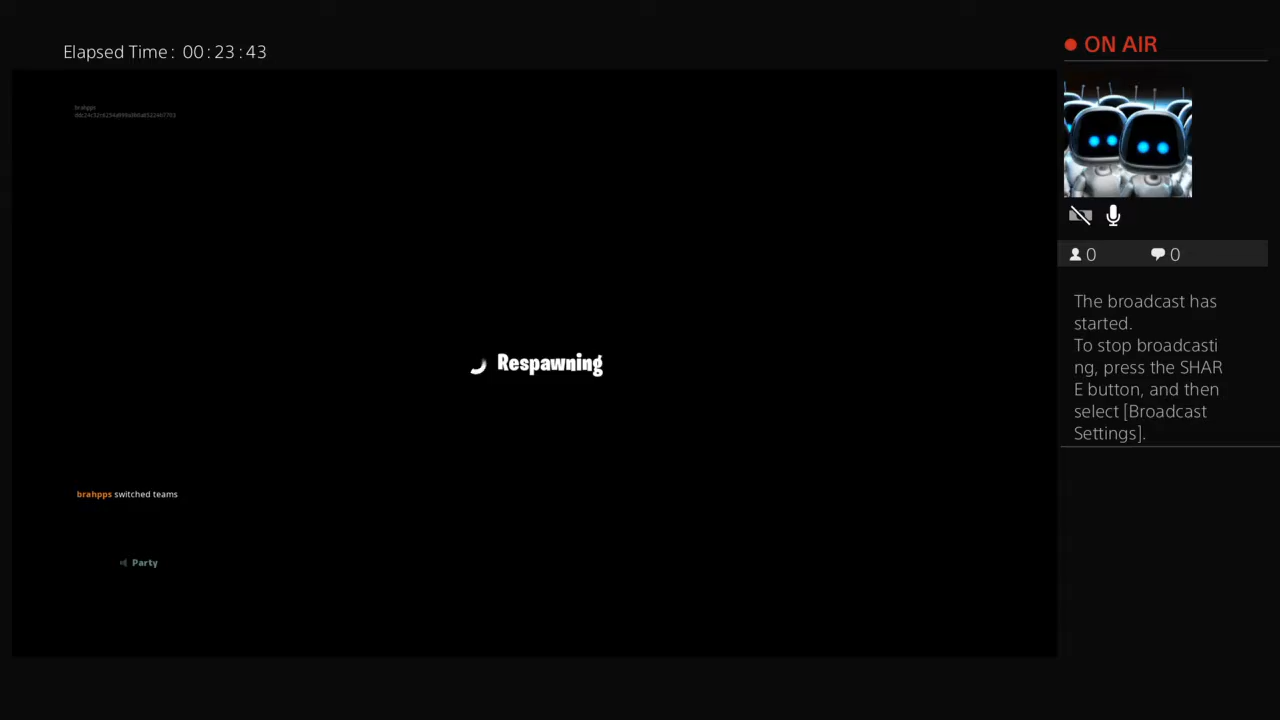 Elapsed Time: 00:23:43
ON AIR
brahpps
0 0
The broadcast has
started.
To stop broadcasti
ng, press the SHAR
E button, and then
select [Broadcast
Settings].
Respawning
brahpps switched teams
Party